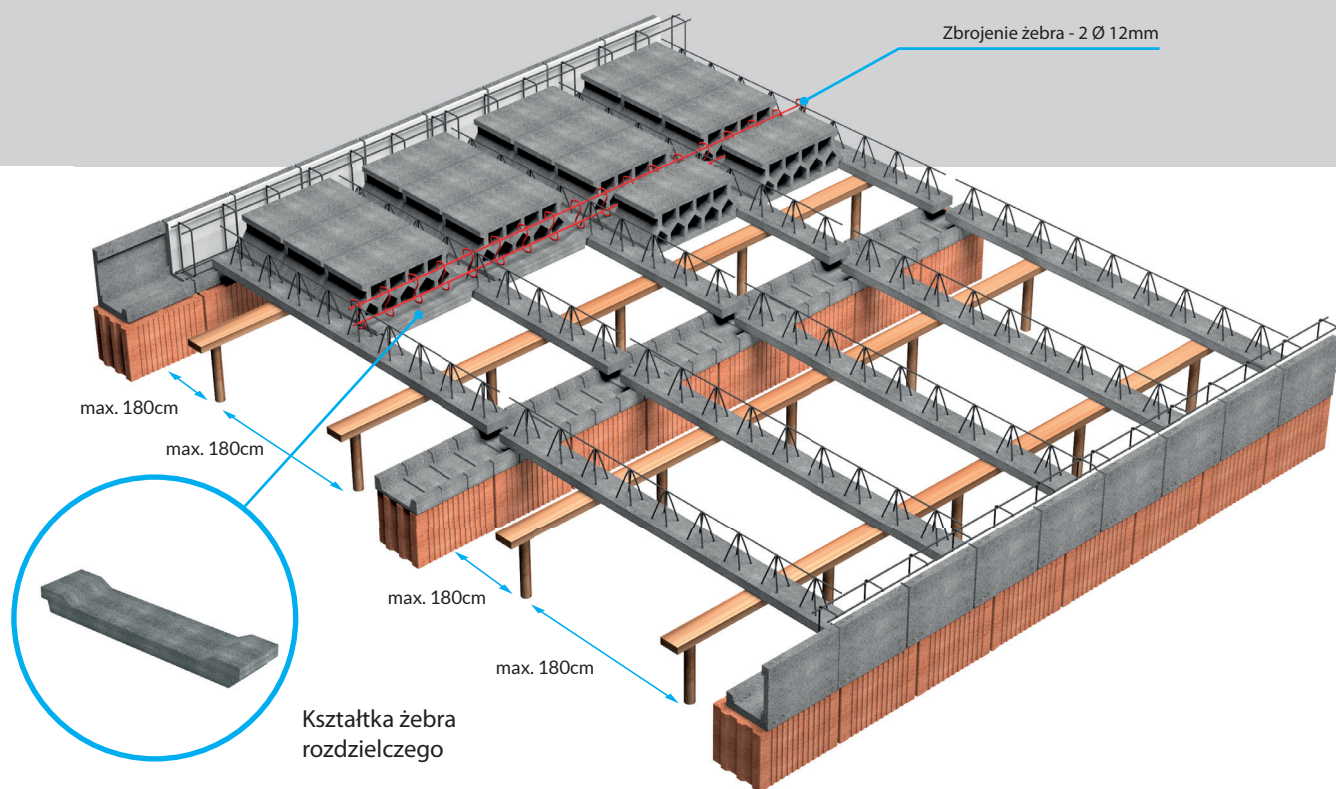 Zbrojenie żebra - 2 Ø 12mm
max. 180cm
max. 180cm
max. 180cm
max. 180cm
Kształtka żebra
rozdzielczego